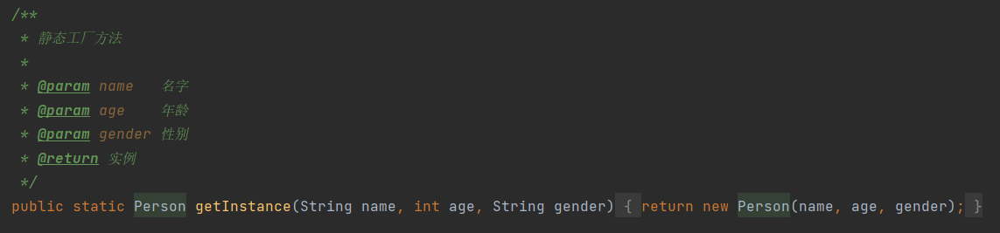 /**
 * 静态工厂方法
 *
 * @param name   名字
 * @param age    年龄
 * @param gender 性别
 * @return 实例
 */
public static Person getInstance(String name, int age, String gender) { return new Person(name, age, gender); }